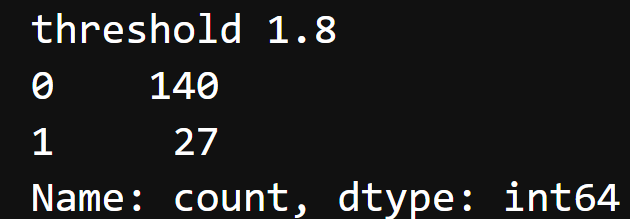 threshold 1.8
0    140
1     27
Name: count, dtype: int64